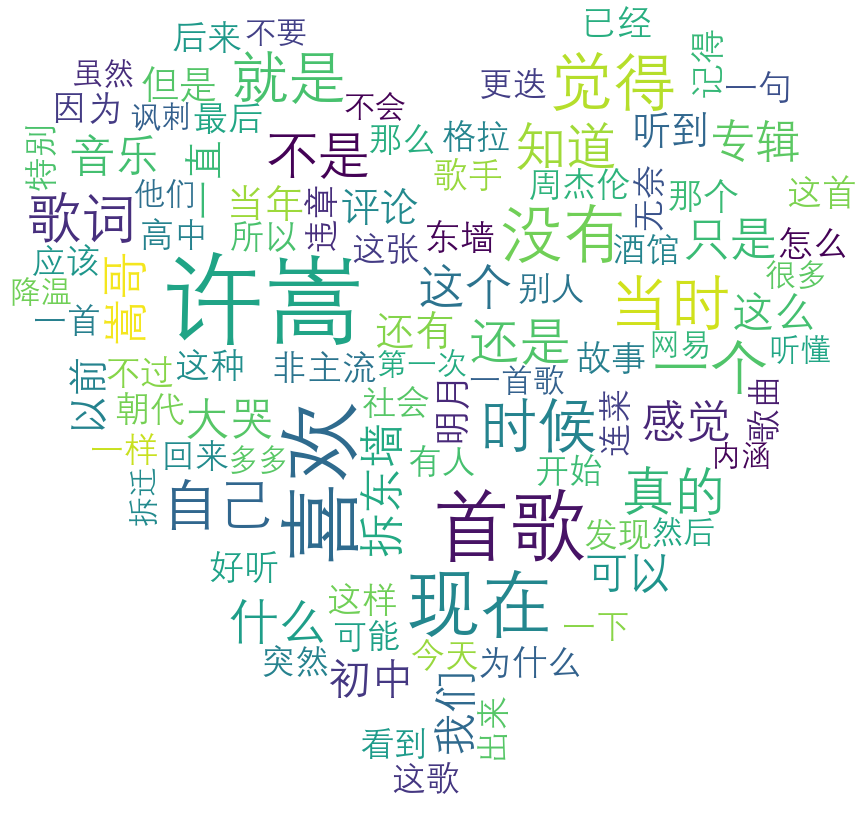 后来
不要
已经
虽然
但是
就是
更迭
觉得
记得
一句
因为
讽刺
最后
不会
特别
音乐
一直
不是
那么
格拉
知道
听到
专辑
歌词
他们
当年
违章
评论
歌手
周杰伦
无奈
那个
这首
高中
所以
这张
东墙
没有
酒馆
只是
怎么
应该
降温
嵩哥
许嵩
这个
别人
当时
很多
一首
还有
还是
这么
以前
不过
这种
非主流
第一次
一首歌
故事
网易
一个
听懂
朝代
大哭
喜欢
社会
明月
时候
连莱
感觉
歌曲
一样
回来
多多
拆东墙
有人
内涵
拆迁
自己
首歌
开始
真的
发现
然后
好听
现在
可以
什么
这样
可能
一下
突然
初中
今天
为什么
我们
出来
看到
这歌